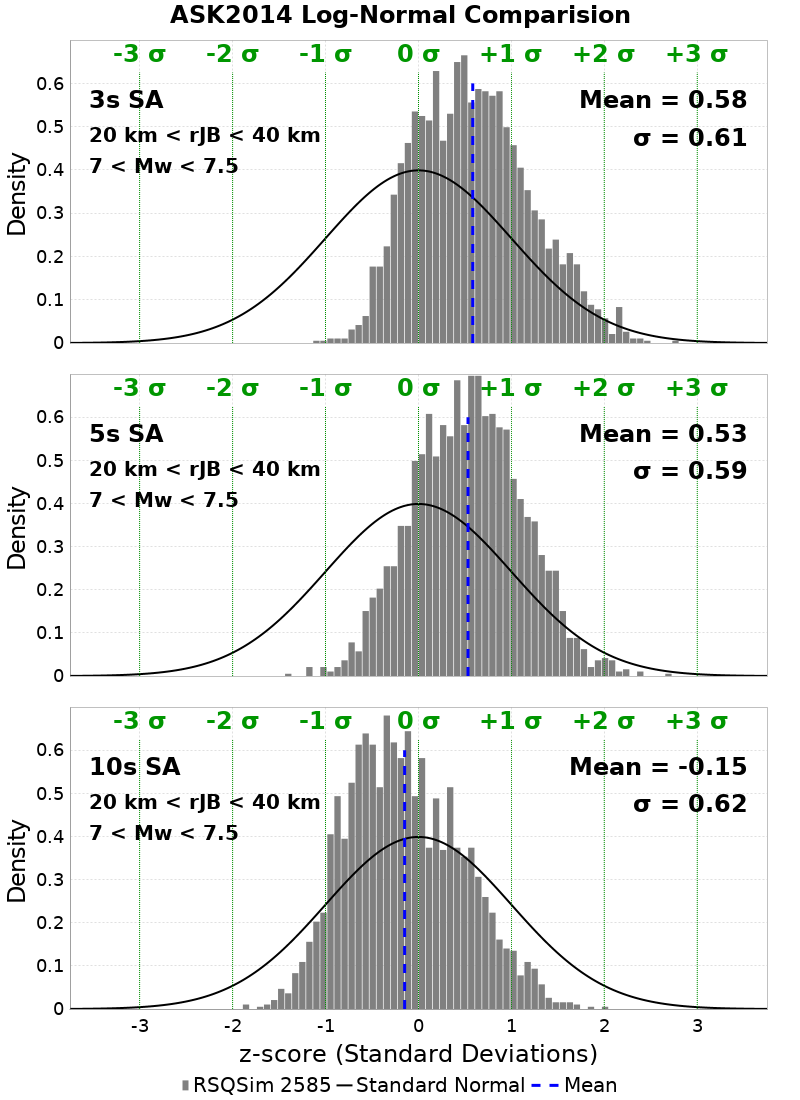 ASK2014 Log-Normal Comparision
-3 σ -2 σ -1 σ 0 σ +1 σ +2 σ +3 σ
3s SA Mean = 0.58
20 km < rJB < 40 km σ = 0.61
7 < Mw < 7.5
0.6
0.5
0.4
0.3
0.2
0.1
0
Density
-3 σ -2 σ -1 σ 0 σ +1 σ +2 σ +3 σ
5s SA Mean = 0.53
20 km < rJB < 40 km σ = 0.59
7 < Mw < 7.5
0.6
0.5
0.4
0.3
0.2
0.1
0
Density
-3 σ -2 σ -1 σ 0 σ +1 σ +2 σ +3 σ
10s SA Mean = -0.15
20 km < rJB < 40 km σ = 0.62
7 < Mw < 7.5
0.6
0.5
0.4
0.3
0.2
0.1
0
Density
-3 -2 -1 0 1 2 3
z-score (Standard Deviations)
RSQSim 2585 Standard Normal Mean